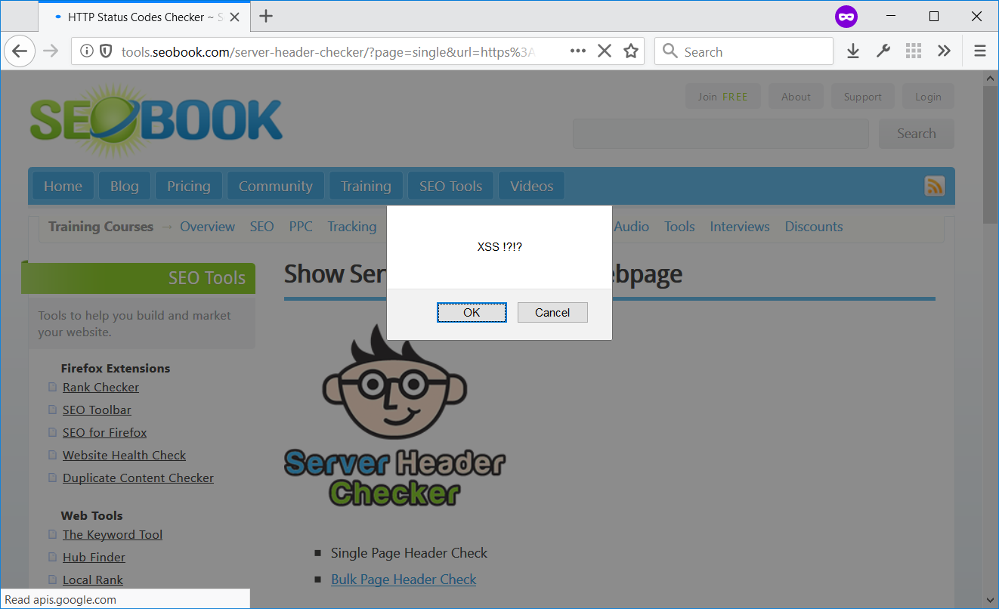 HTTP Status Codes Checker ~ S
tools.seobook.com/server-header-checker/?page=single&url=https%3A
Search
SEOBOOK
Join FREE
About
Support
Login
Search
Home
Blog
Pricing
Community
Training
SEO Tools
Videos
Training Courses → Overview SEO PPC Tracking
Audio Tools Interviews Discounts
XSS !?!?
OK
Cancel
SEO Tools
Tools to help you build and market
your website.
Firefox Extensions
Rank Checker
SEO Toolbar
SEO for Firefox
Website Health Check
Duplicate Content Checker
Web Tools
The Keyword Tool
Hub Finder
Local Rank
Show Ser
ebpage
Server Header
Checker
Single Page Header Check
Bulk Page Header Check
Read apis.google.com